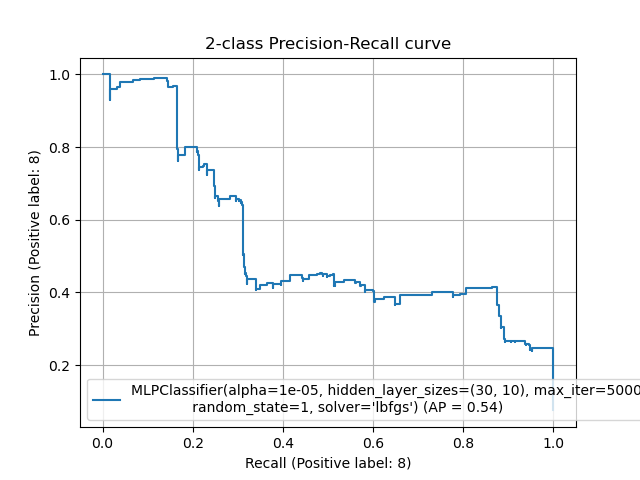 2-class Precision-Recall curve
1.0
0.8
0.6
0.4
0.2
Precision (Positive label: 8)
MLPClassifier(alpha=1e-05, hidden_layer_sizes=(30, 10), max_iter=5000
random_state=1, solver='lbfgs') (AP = 0.54)
0.0 0.2 0.4 0.6 0.8 1.0
Recall (Positive label: 8)